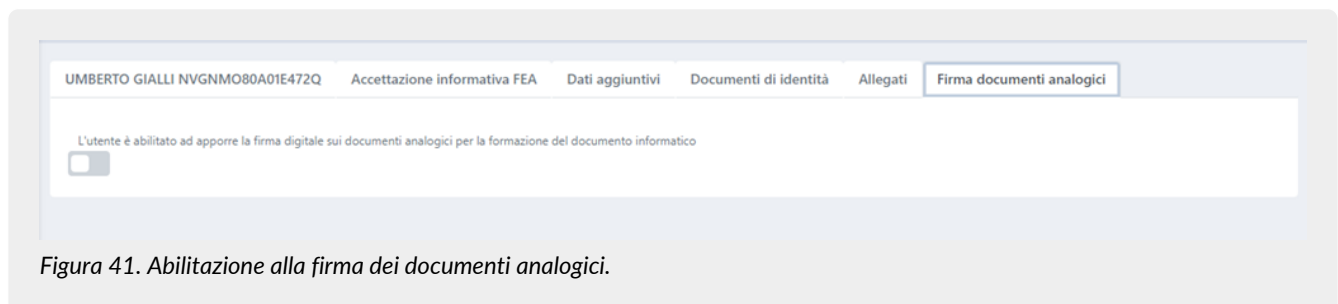 UMBERTO GIALLI NVGNMO80A01E472Q Accettazione informativa FEA Dati aggiuntivi Documenti di identità Allegati Firma documenti analogici
L'utente è abilitato ad apporre la firma digitale sui documenti analogici per la formazione del documento informatico
Figura 41. Abilitazione alla firma dei documenti analogici.